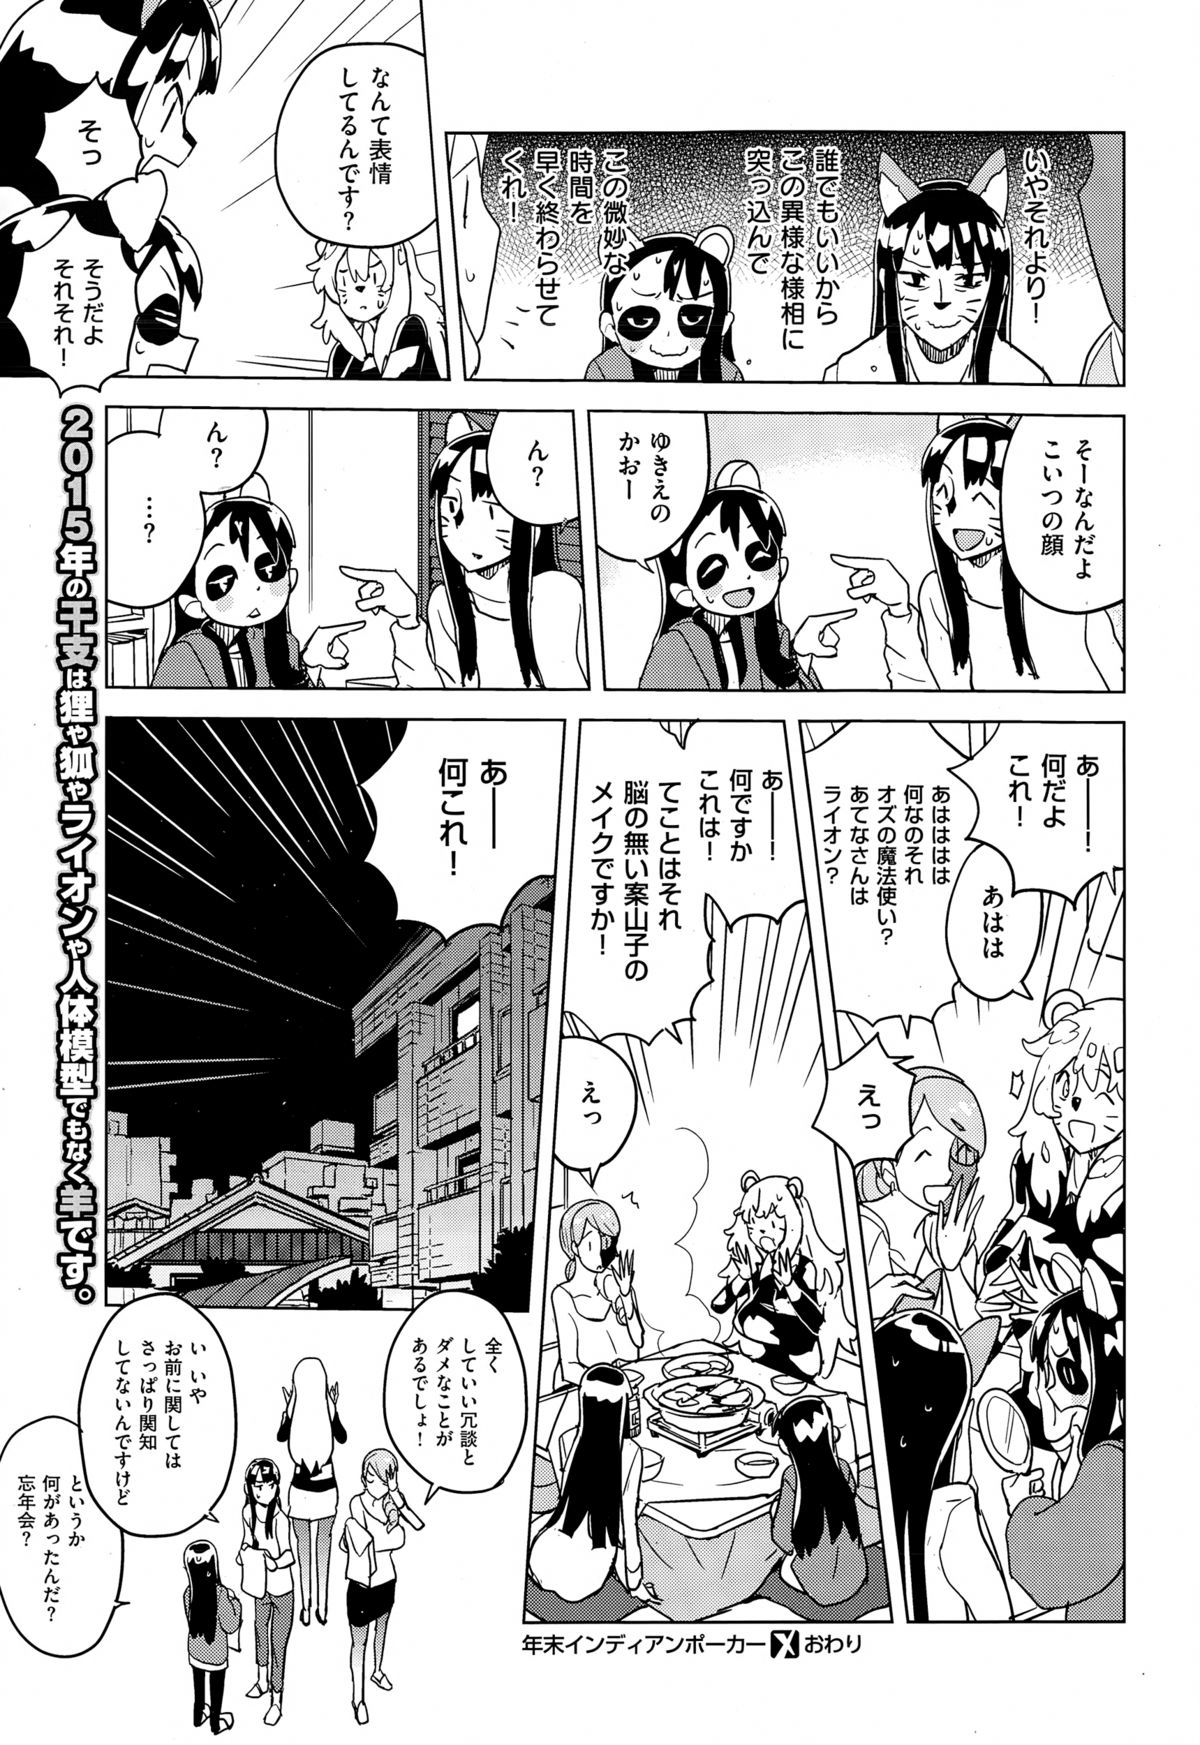 いやそれより！
誰でもいいから
この異様な様相に
突っ込んで
この微妙な
時間を
早く終わらせて
くれ！
なんて表情
してるんです？
そっ
そうだよ
それそれ！
そーなんだよ
こいつの顔
ゆきえの
かおー
ん？
ん？
…？
あーー！
何だよ
これ！
あはは
あはははは
何なのそれ
オズの魔法使い？
あてなさんは
ライオン？
えっ
あーー！
何ですか
これは！
てことはそれ
脳の無い案山子の
メイクですか！
えっ
あーー
何これ！
全く
していい冗談と
ダメなことが
あるでしょ！
い いや
お前に関しては
さっぱり関知
してないんですけど
というか
何があったんだ？
忘年会？
年末インディアンポーカーXおわり
2015年の干支は狸や狐やライオンや人体模型でもなく羊です。